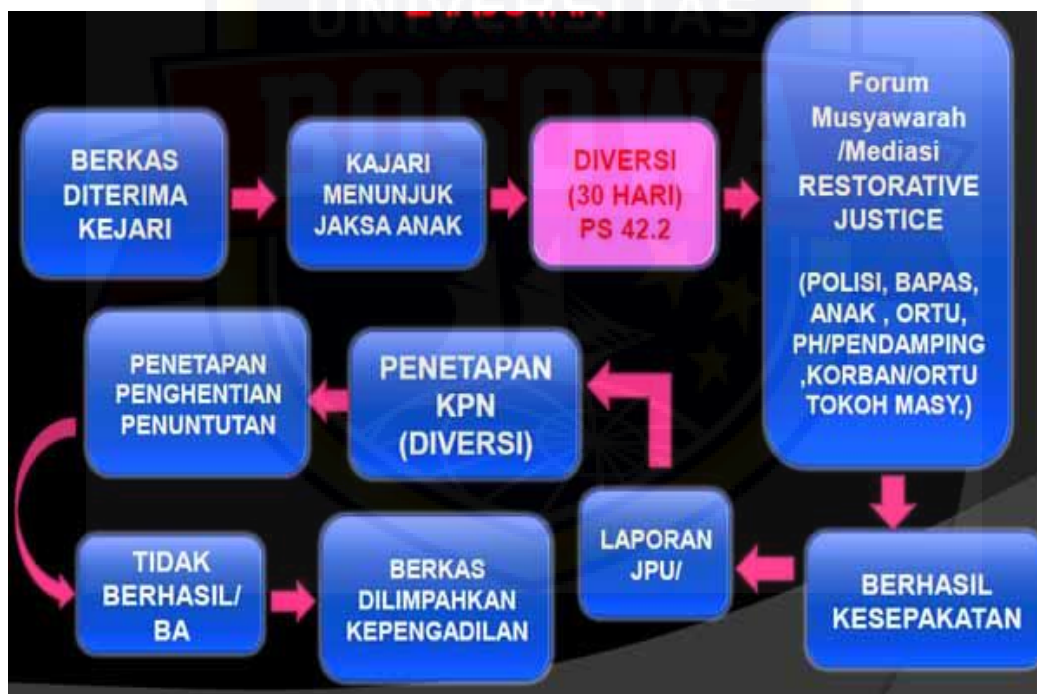 UNIVERSITAS
BOSOWA
BERKAS
DITERIMA
KEJARI
KAJARI
MENUNJUK
JAKSA ANAK
DIVERSI
(30 HARI)
PS 42.2
Forum
Musyawarah
/Mediasi
RESTORATIVE
JUSTICE
(POLISI, BAPAS,
ANAK , ORTU,
PH/PENDAMPING
,KORBAN/ORTU
TOKOH MASY.)
BERHASIL
KESEPAKATAN
LAPORAN
JPU/
PENETAPAN
KPN
(DIVERSI)
PENETAPAN
PENGHENTIAN
PENUNTUTAN
TIDAK
BERHASIL/
BA
BERKAS
DILIMPAHKAN
KEPENGADILAN